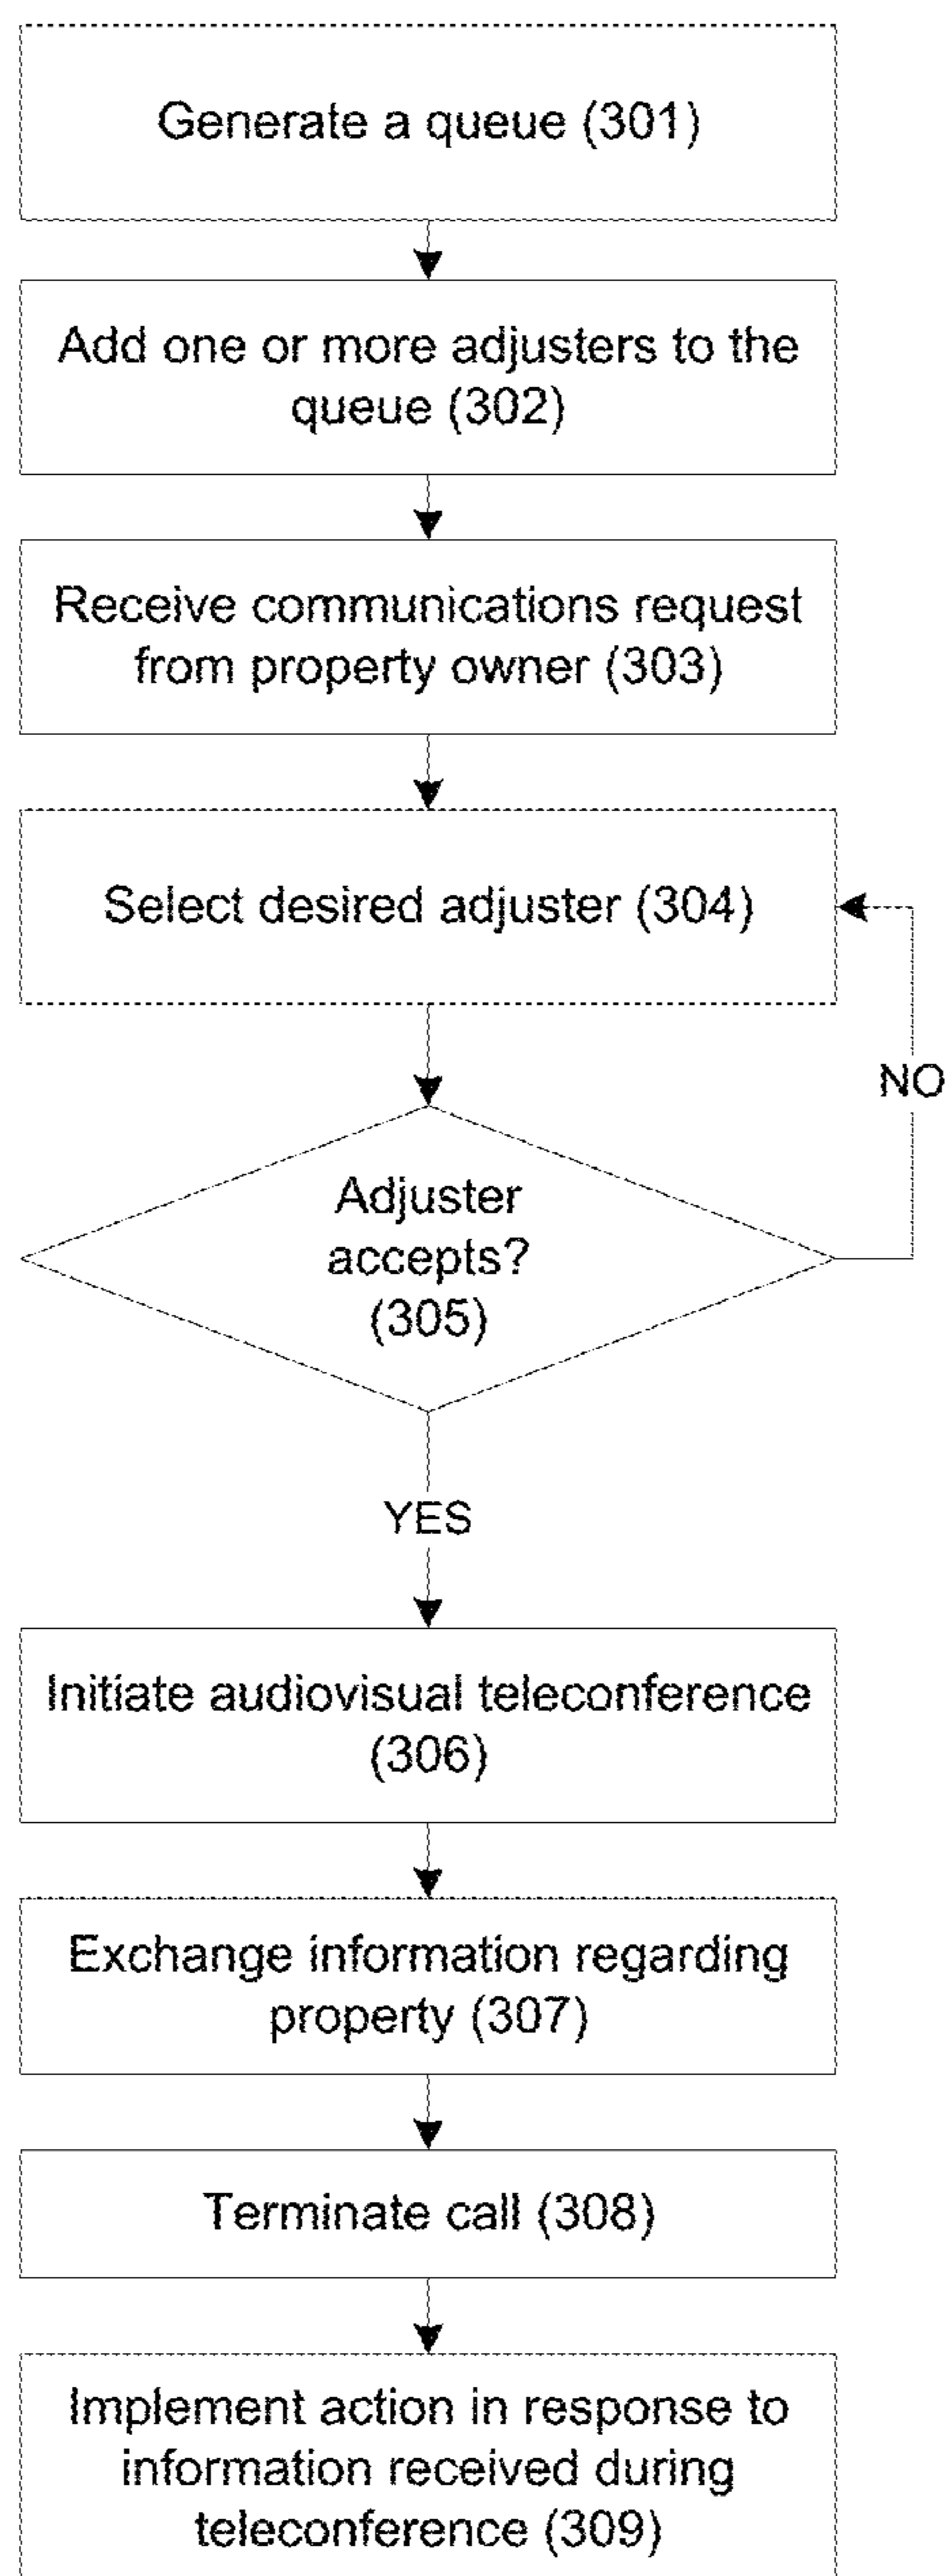 Generate a queue (301)
Add one or more adjusters to the
queue (302)
Receive communications request
from property owner (303)
Select desired adjuster (304)
NO
Adjuster
accepts?
(305)
YES
Initiate audiovisual teleconference
(306)
Exchange information regarding
property (307)
Terminate call (308)
Implement action in response to
information received during
teleconference (309)